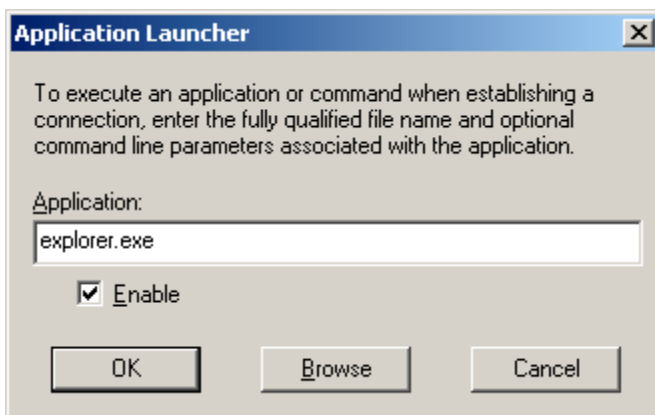 Application Launcher
To execute an application or command when establishing a
connection, enter the fully qualified file name and optional
command line parameters associated with the application.
Application:
explorer.exe
Enable
OK Browse Cancel